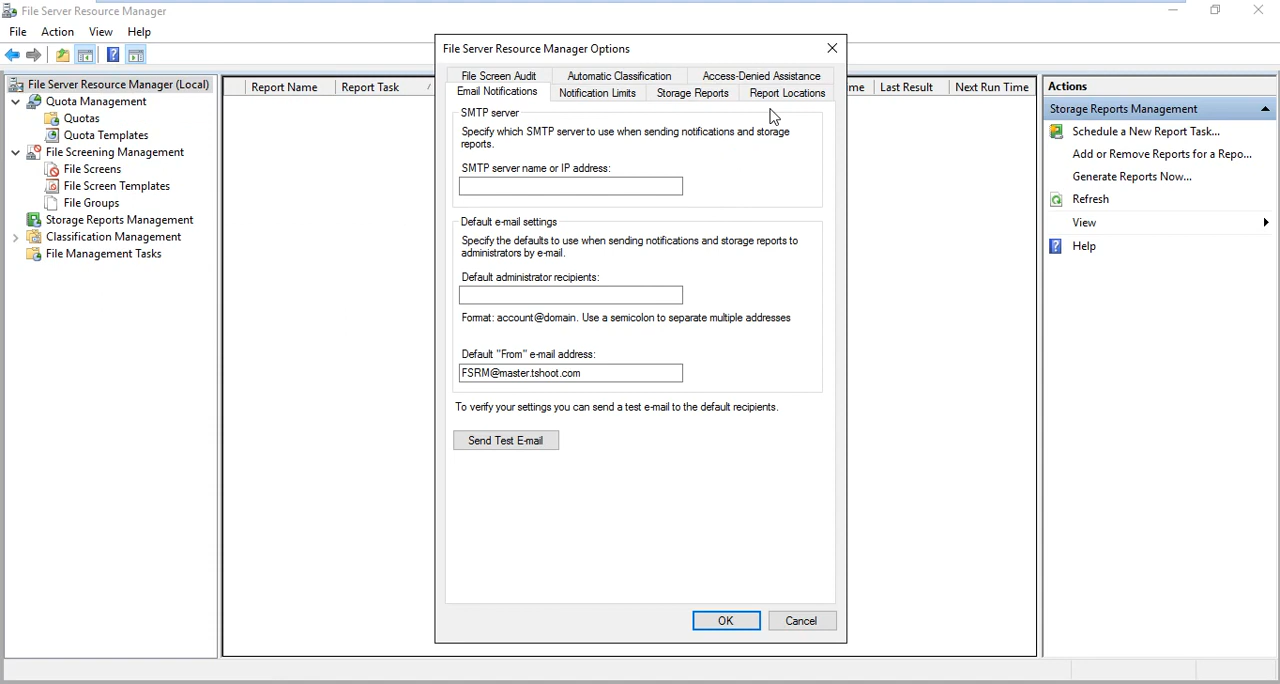 File Server Resource Manager
File Action View Help
File Server Resource Manager (Local)
Quota Management
Quotas
Quota Templates
File Screening Management
File Screens
File Screen Templates
File Groups
Storage Reports Management
Classification Management
File Management Tasks
Report Name Report Task
Last Result Next Run Time
File Server Resource Manager Options
File Screen Audit Automatic Classification Access-Denied Assistance
Email Notifications Notification Limits Storage Reports Report Locations
SMTP server
Specify which SMTP server to use when sending notifications and storage
reports.
SMTP server name or IP address:
Default e-mail settings
Specify the defaults to use when sending notifications and storage reports to
administrators by e-mail.
Default administrator recipients:
Format: account@domain. Use a semicolon to separate multiple addresses
Default "From" e-mail address:
FSRM@master.tshoot.com
To verify your settings you can send a test e-mail to the default recipients.
Send Test E-mail
OK Cancel
Actions
Storage Reports Management
Schedule a New Report Task...
Add or Remove Reports for a Repo...
Generate Reports Now...
Refresh
View
Help